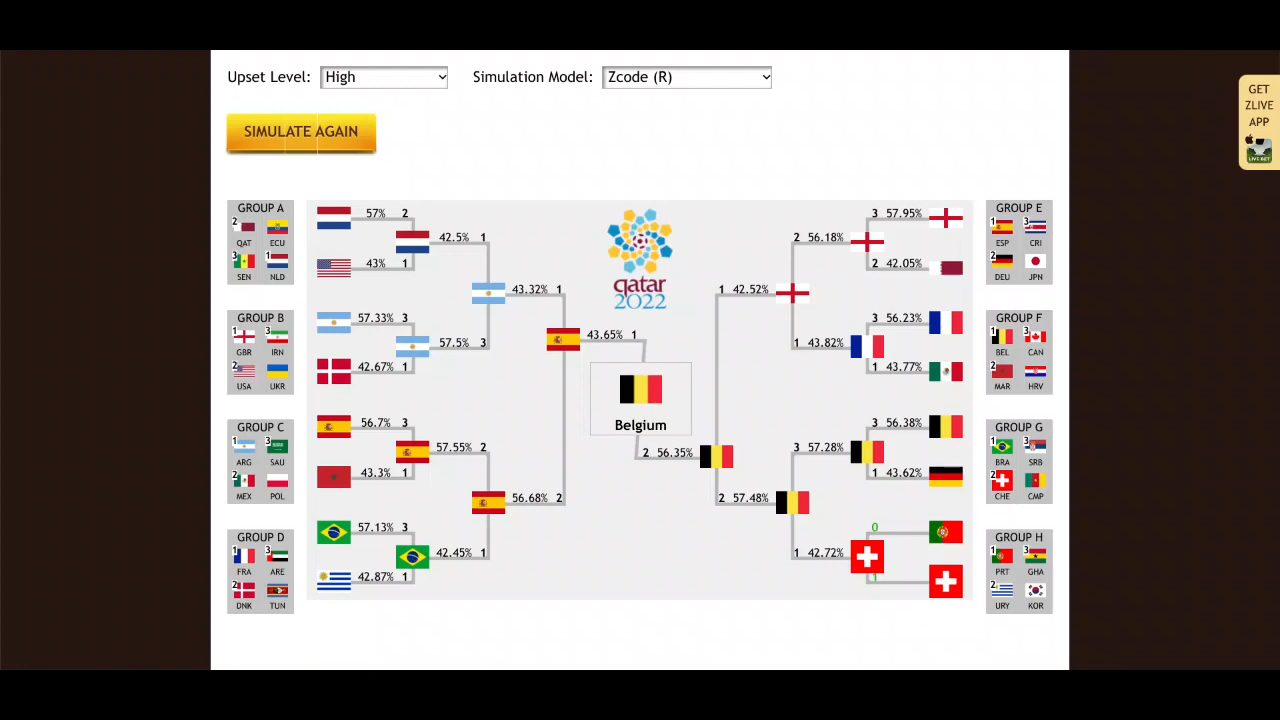 Upset Level: High Simulation Model: Zcode (R)
SIMULATE AGAIN
GET
ZLIVE
APP
LIVE BET
GROUP A
2 1
QAT ECU
3 1
SEN NLD
GROUP B
1 3
GBR IRN
2
USA UKR
GROUP C
1 3
ARG SAU
2
MEX POL
GROUP D
1 3
FRA ARE
2
DNK TUN
57% 2
42.5% 1
43% 1
43.32% 1
57.33% 3
57.5% 3
42.67% 1
43.65% 1
56.7% 3
57.55% 2
43.3% 1
56.68% 2
57.13% 3
42.45% 1
42.87% 1
qatar
2022
Belgium
2 56.35%
3 57.95%
2 56.18%
2 42.05%
1 42.52%
3 56.23%
1 43.82%
1 43.77%
3 56.38%
3 57.28%
1 43.62%
2 57.48%
0
1 42.72%
1
GROUP E
1 3
ESP CRI
2
DEU JPN
GROUP F
1 3
BEL CAN
2
MAR HRV
GROUP G
1 3
BRA SRB
2
CHE CMP
GROUP H
1 3
PRT GHA
2
URY KOR